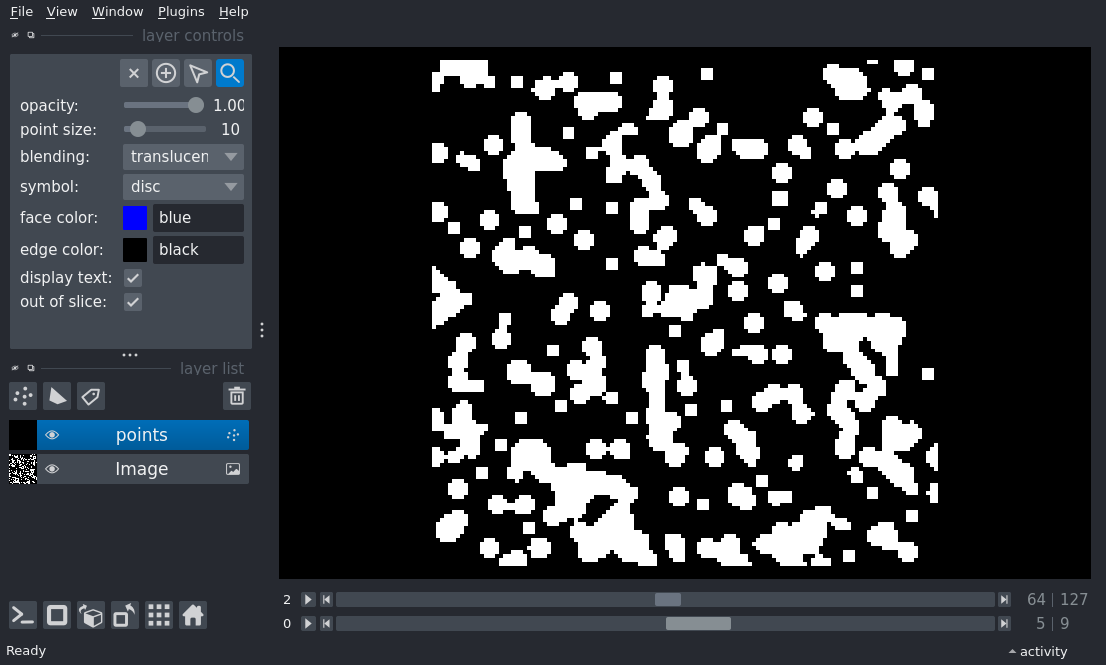 File View Window Plugins Help
layer controls
opacity: 1.00
point size: 10
blending: translucen
symbol: disc
face color: blue
edge color: black
display text:
out of slice:
layer list
points
Image
2 64 | 127
0 5 | 9
Ready activity